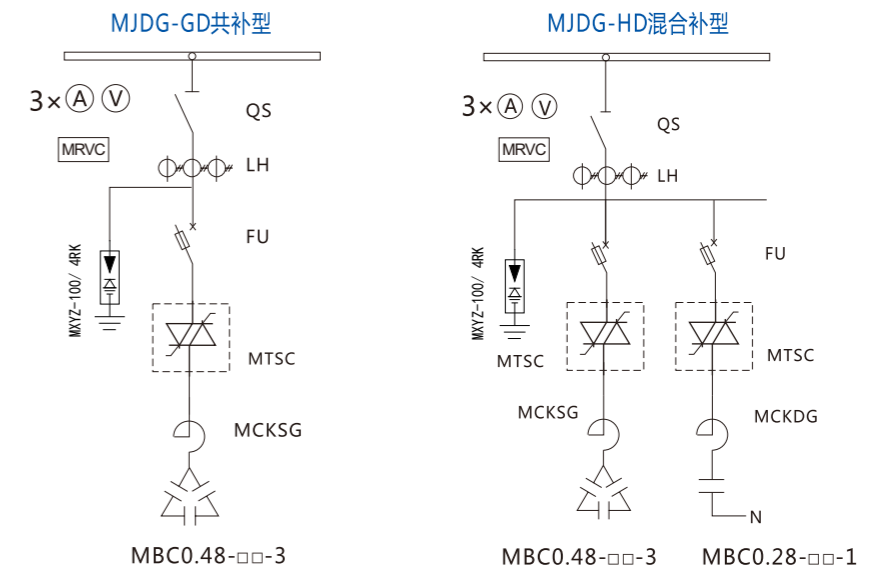 MJDG-GD共补型
3×Ⓐ Ⓥ
QS
MRVC
LH
FU
MXYZ-100/ 4RK
MTSC
MCKSG
MBC0.48-□□-3
MJDG-HD混合补型
3×Ⓐ Ⓥ
QS
MRVC
LH
FU
MXYZ-100/ 4RK
MTSC
MTSC
MCKSG
MCKDG
N
MBC0.48-□□-3
MBC0.28-□□-1